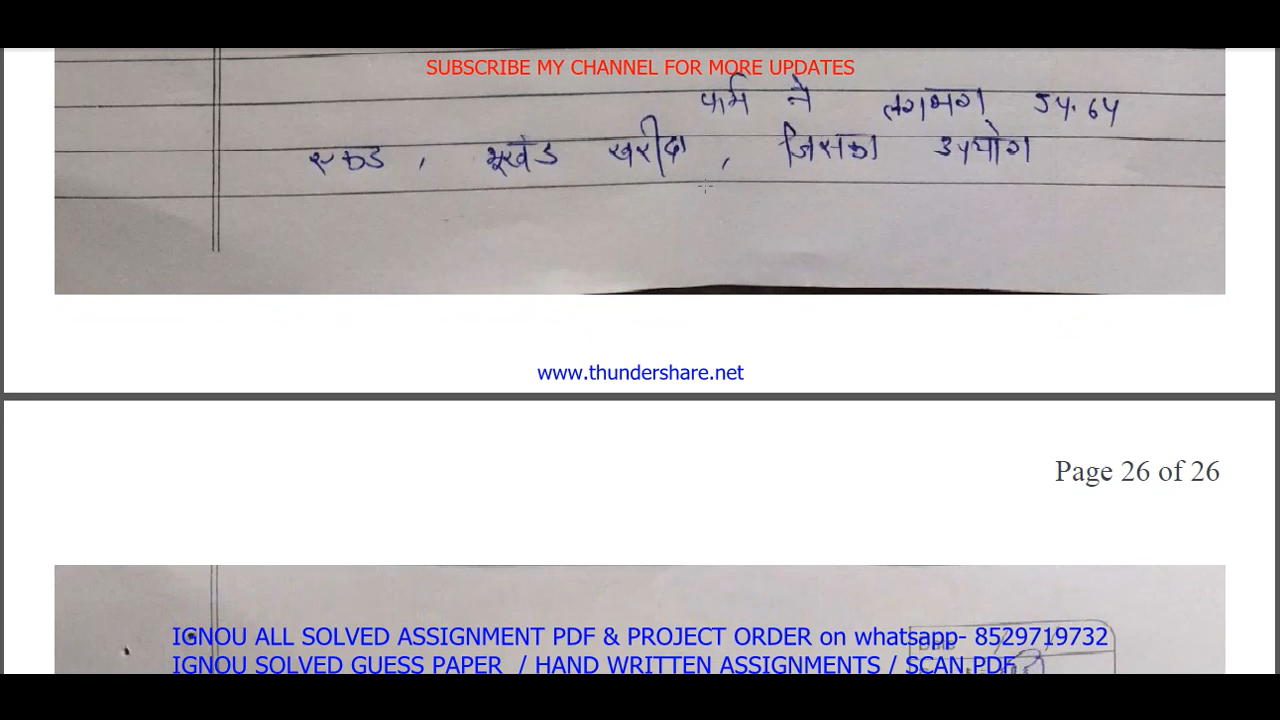 SUBSCRIBE MY CHANNEL FOR MORE UPDATES
फार्म ने लगभग 54.64
एकड , भूखंड खरीदा , जिसका उपयोग
www.thundershare.net
Page 26 of 26
IGNOU ALL SOLVED ASSIGNMENT PDF & PROJECT ORDER on whatsapp- 8529719732
IGNOU SOLVED GUESS PAPER / HAND WRITTEN ASSIGNMENTS / SCAN.PDF